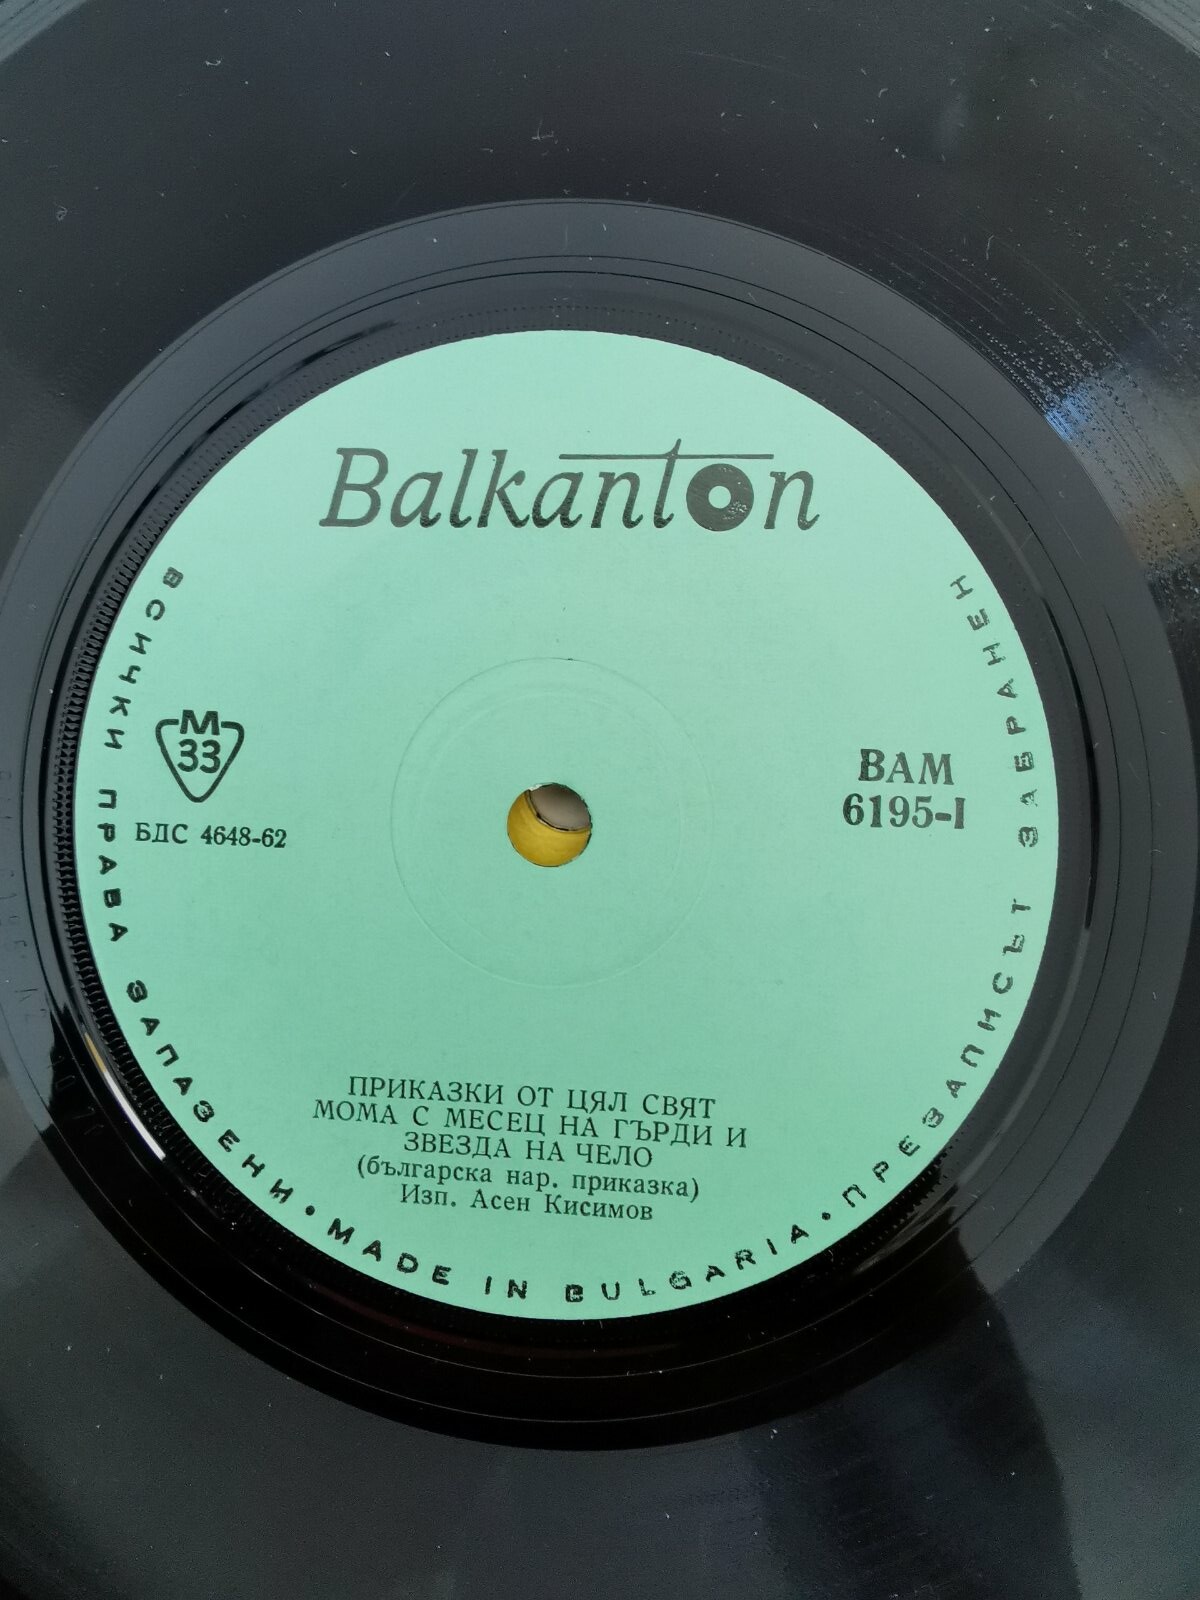 Balkanton
M
33
БДС 4648-62
ВАМ
6195-I
ПРИКАЗКИ ОТ ЦЯЛ СВЯТ
МОМА С МЕСЕЦ НА ГЪРДИ И
ЗВЕЗДА НА ЧЕЛО
(българска нар. приказка)
Изп. Асен Кисимов
ВСИЧКИ ПРАВА ЗАПАЗЕНИ • MADE IN BULGARIA • ПРЕЗАПИСЪТ ЗАБРАНЕН